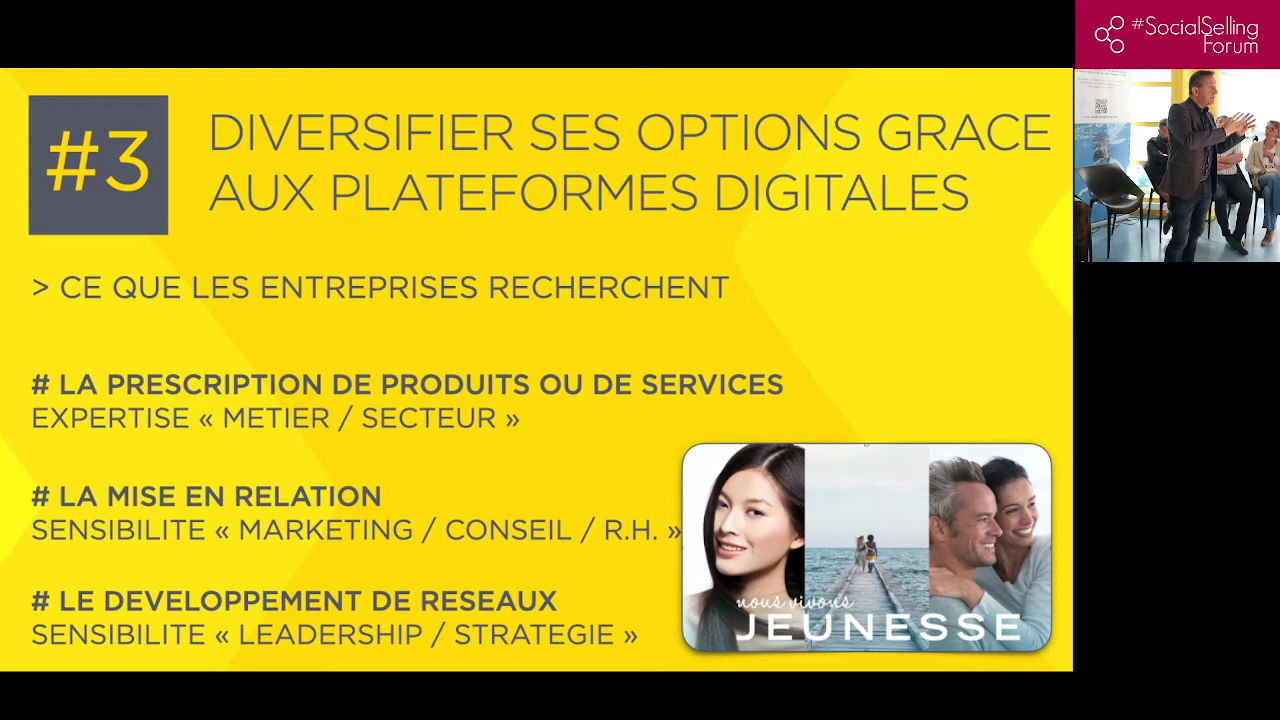 #SocialSelling
Forum
#3
DIVERSIFIER SES OPTIONS GRACE
AUX PLATEFORMES DIGITALES
> CE QUE LES ENTREPRISES RECHERCHENT
# LA PRESCRIPTION DE PRODUITS OU DE SERVICES
EXPERTISE « METIER / SECTEUR »
# LA MISE EN RELATION
SENSIBILITE « MARKETING / CONSEIL / R.H. »
# LE DEVELOPPEMENT DE RESEAUX
SENSIBILITE « LEADERSHIP / STRATEGIE »
nous vivons
JEUNESSE